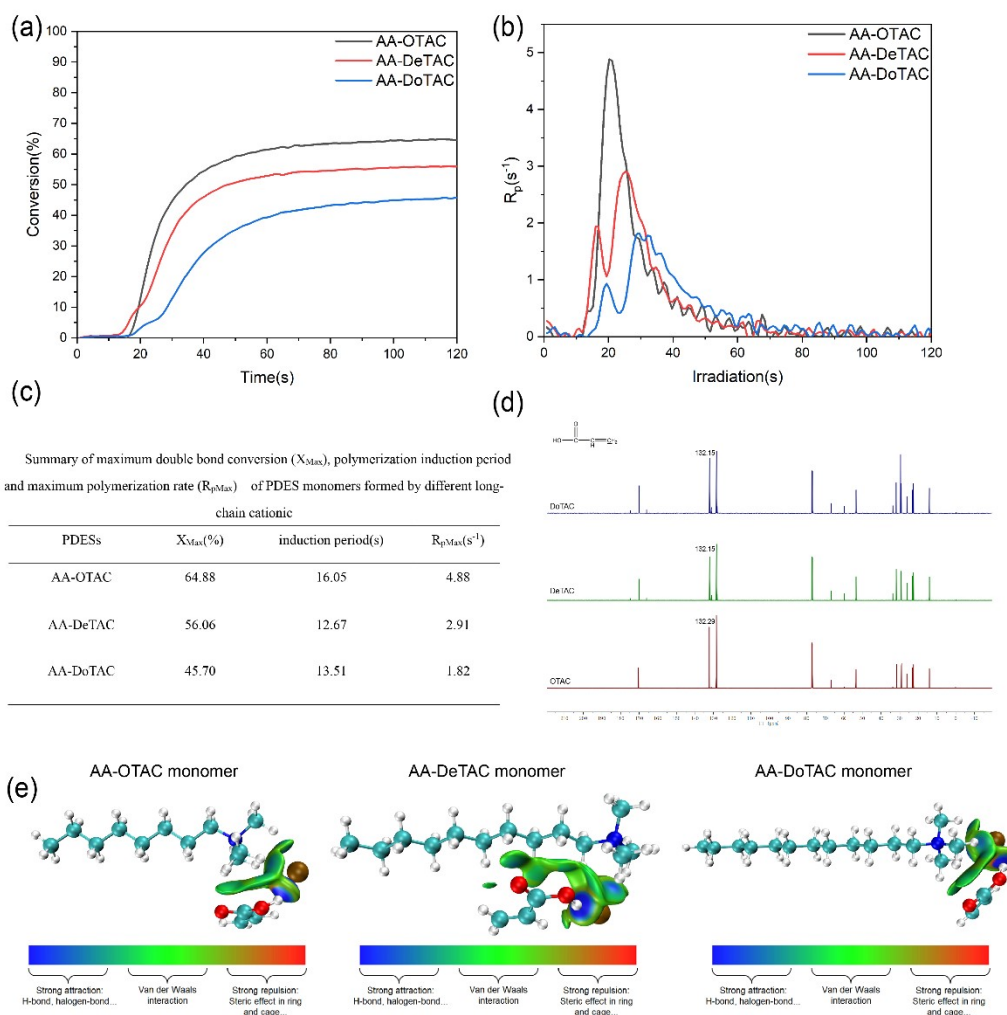 (a)
AA-OTAC
AA-DeTAC
AA-DoTAC
Conversion(%)
100
90
80
70
60
50
40
30
20
10
0
0 20 40 60 80 100 120
Time(s)
(b)
AA-OTAC
AA-DeTAC
AA-DoTAC
Rp(s-1)
5
4
3
2
1
0
0 20 40 60 80 100 120
Irradiation(s)
(c)
Summary of maximum double bond conversion (XMax), polymerization induction period
and maximum polymerization rate (RpMax) of PDES monomers formed by different long-
chain cationic
PDESs XMax(%) induction period(s) RpMax(s-1)
AA-OTAC 64.88 16.05 4.88
AA-DeTAC 56.06 12.67 2.91
AA-DoTAC 45.70 13.51 1.82
(d)
O
HO
C
H
132.15
DoTAC
132.15
DeTAC
132.29
OTAC
(e)
AA-OTAC monomer
AA-DeTAC monomer
AA-DoTAC monomer
Strong attraction:
H-bond, halogen-bond...
Van der Waals
interaction
Strong repulsion:
Steric effect in ring
and cage...
Strong attraction:
H-bond, halogen-bond...
Van der Waals
interaction
Strong repulsion:
Steric effect in ring
and cage...
Strong attraction:
H-bond, halogen-bond...
Van der Waals
interaction
Strong repulsion:
Steric effect in ring
and cage...